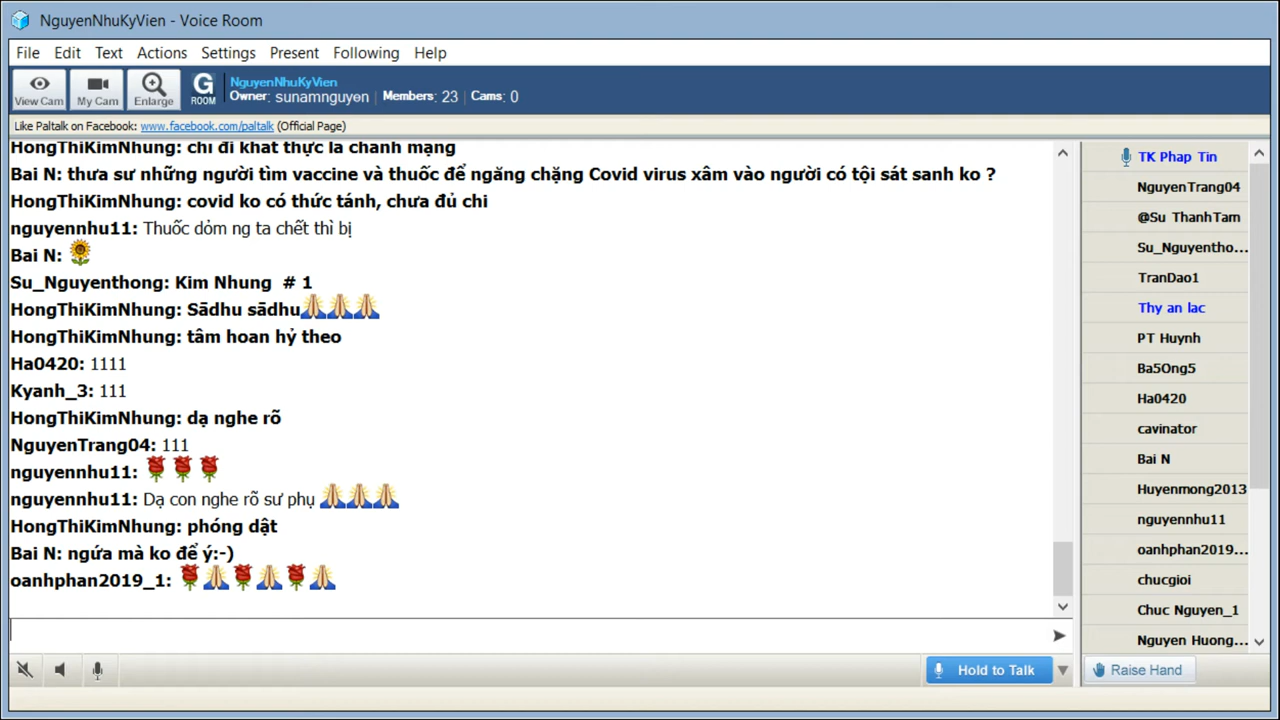 NguyenNhuKyVien - Voice Room
File Edit Text Actions Settings Present Following Help
View Cam My Cam Enlarge G ROOM
NguyenNhuKyVien
Owner: sunamnguyen | Members: 23 | Cams: 0
Like Paltalk on Facebook: www.facebook.com/paltalk (Official Page)
HongThiKimNhung: chỉ đi khất thực là chánh mạng
Bai N: thưa sư những người tìm vaccine và thuốc để ngăng chặng Covid virus xâm vào người có tội sát sanh ko ?
HongThiKimNhung: covid ko có thức tánh, chưa đủ chi
nguyennhu11: Thuốc dỏm ng ta chết thì bị
Bai N:
Su_Nguyenthong: Kim Nhung # 1
HongThiKimNhung: Sādhu sādhu
HongThiKimNhung: tâm hoan hỷ theo
Ha0420: 1111
Kyanh_3: 111
HongThiKimNhung: dạ nghe rõ
NguyenTrang04: 111
nguyennhu11:
nguyennhu11: Dạ con nghe rõ sư phụ
HongThiKimNhung: phóng dật
Bai N: ngứa mà ko để ý:-)
oanhphan2019_1:
TK Phap Tin
NguyenTrang04
@Su ThanhTam
Su_Nguyentho...
TranDao1
Thy an lac
PT Huynh
Ba5Ong5
Ha0420
cavinator
Bai N
Huyenmong2013
nguyennhu11
oanhphan2019...
chucgioi
Chuc Nguyen_1
Nguyen Huong...
Hold to Talk
Raise Hand